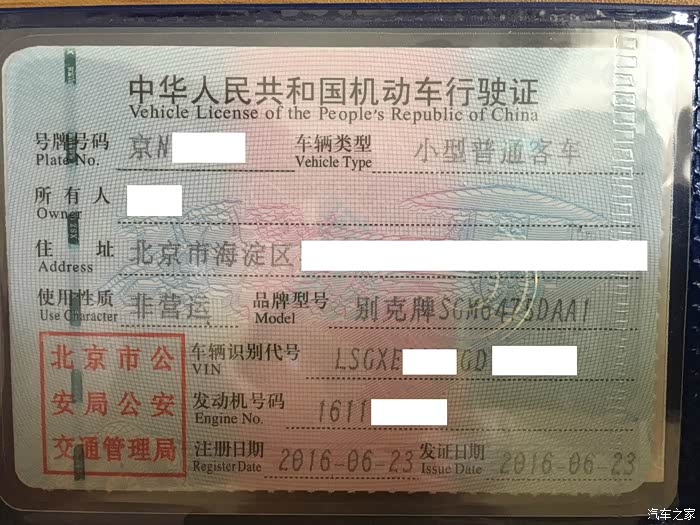 中华人民共和国机动车行驶证
Vehicle License of the People's Republic of China
号牌号码 京N 车辆类型 小型普通客车
Plate No. Vehicle Type
所有人
Owner
住址 北京市海淀区
Address
使用性质 非营运 品牌型号 别克牌SGM6473DAA1
Use Character Model
北京市公
安局公安
交通管理局
车辆识别代号 LSGXE GD
VIN
发动机号码 1611
Engine No.
注册日期 2016-06-23 发证日期 2016-06-23
Register Date Issue Date
汽车之家